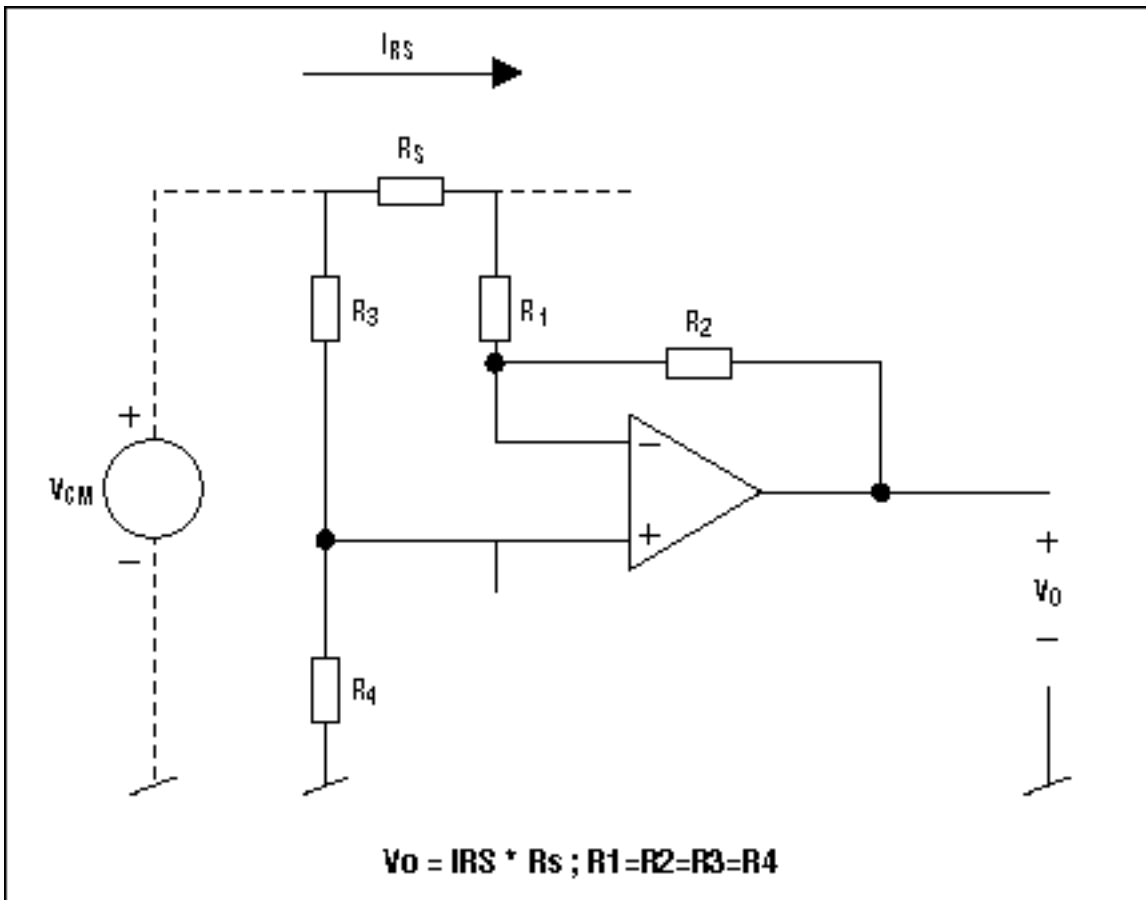 IRS
RS
R3
R1
R2
+
−
VCM
−
+
−
+
VO
−
R4
Vo = IRS * Rs ; R1=R2=R3=R4